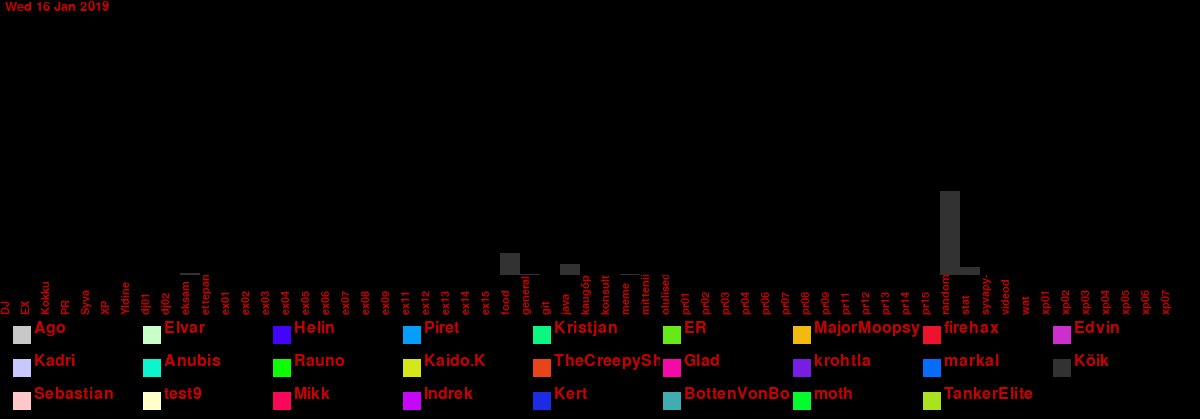 Wed 16 Jan 2019
DJ EX Kokku PR Syva XP Yldine dj01 dj02 eksam ettepan ex01 ex02 ex03 ex04 ex05 ex06 ex07 ex08 ex09 ex11 ex12 ex13 ex14 ex15 food general git java kaugõp konsult meme mittenii olulised pr01 pr02 pr03 pr04 pr06 pr07 pr08 pr09 pr11 pr12 pr13 pr14 pr15 random stat syvapy- videod wat xp01 xp02 xp03 xp04 xp05 xp06 xp07
Ago Elvar Helin Piret Kristjan ER MajorMoopsy firehax Edvin
Kadri Anubis Rauno Kaido.K TheCreepySh Glad krohtla markal Kõik
Sebastian test9 Mikk Indrek Kert BottenVonBo moth TankerElite